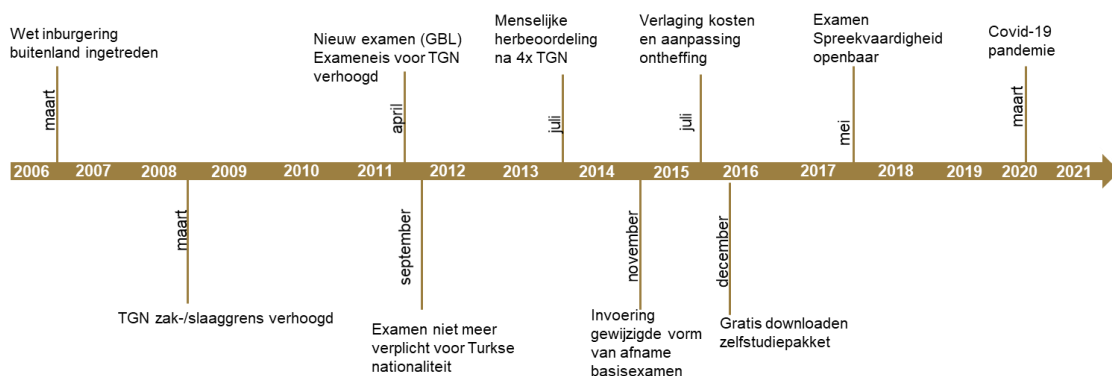 Wet inburgering
buitenland ingetreden
Nieuw examen (GBL)
Exameneis voor TGN
verhoogd
Menselijke
herbeoordeling
na 4x TGN
Verlaging kosten
en aanpassing
ontheffing
Examen
Spreekvaardigheid
openbaar
Covid-19
pandemie
maart
april
juli
juli
mei
maart
2006 2007 2008 2009 2010 2011 2012 2013 2014 2015 2016 2017 2018 2019 2020 2021
maart
september
november
december
TGN zak-/slaaggrens verhoogd
Examen niet meer
verplicht voor Turkse
nationaliteit
Invoering
gewijzigde vorm
van afname
basisexamen
Gratis downloaden
zelfstudiepakket